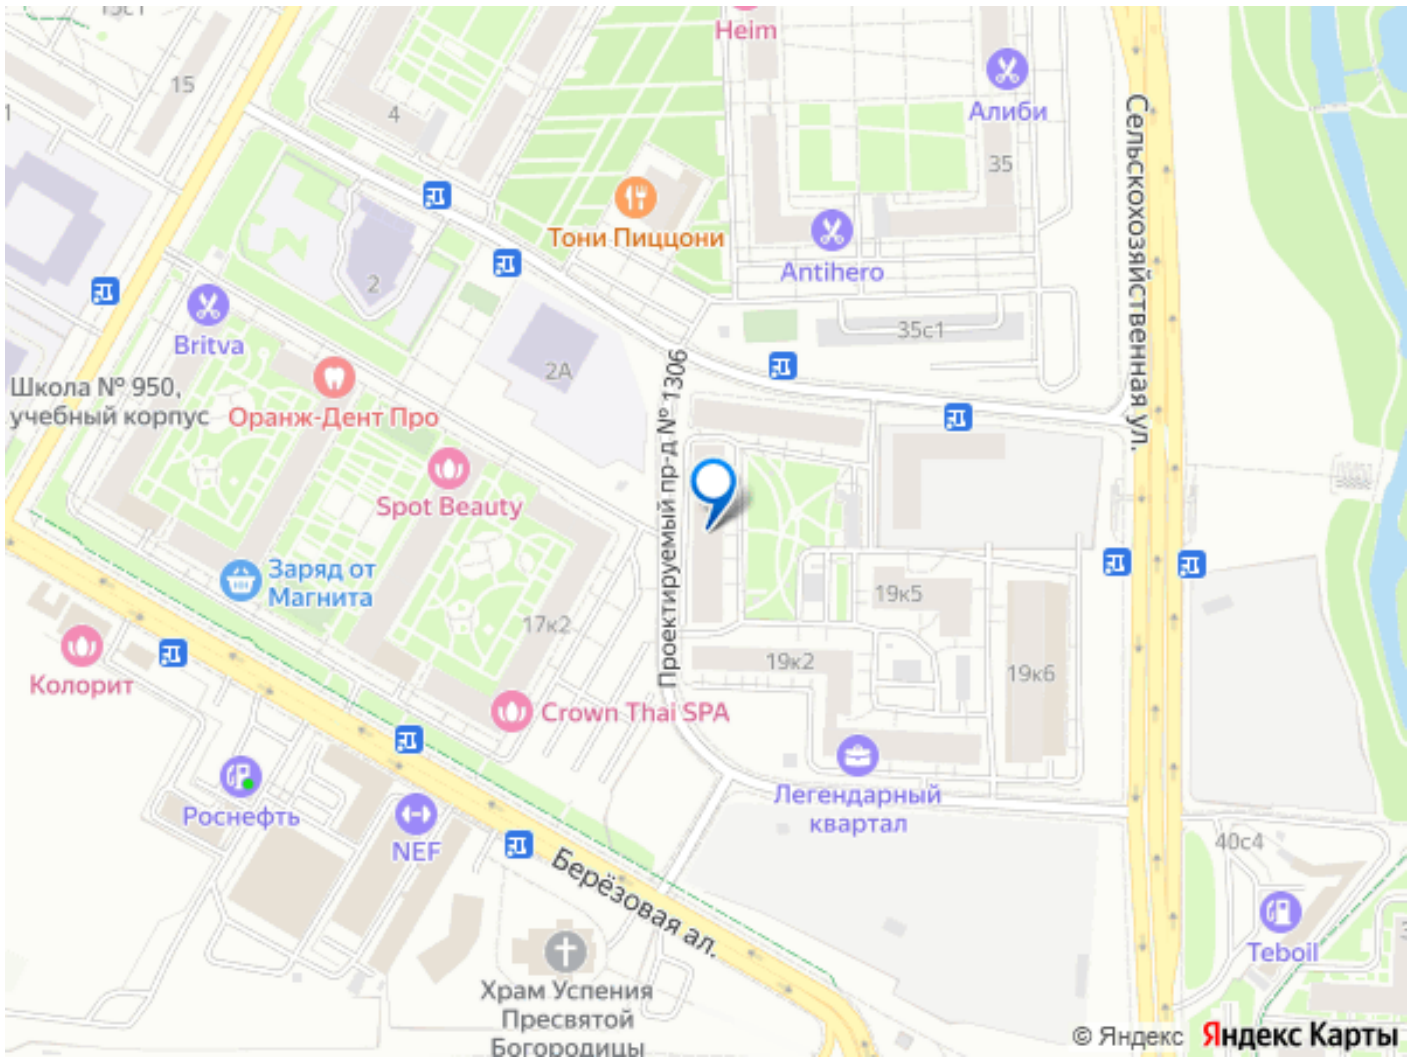 15с1
Heim
15
4
Алиби
35
Сельскохозяйственная ул.
1
Тони Пиццони
Antihero
2
35с1
Britva
2А
Школа № 950,
учебный корпус
Оранж-Дент Про
Проектируемый пр-д № 1306
Spot Beauty
Заряд от
Магнита
17к2
19к5
19к2
19к6
Колорит
Crown Thai SPA
Роснефть
NEF
Легендарный
квартал
40с4
Берёзовая ал.
Teboil
Храм Успения
Пресвятой
Богородицы
© Яндекс Яндекс Карты